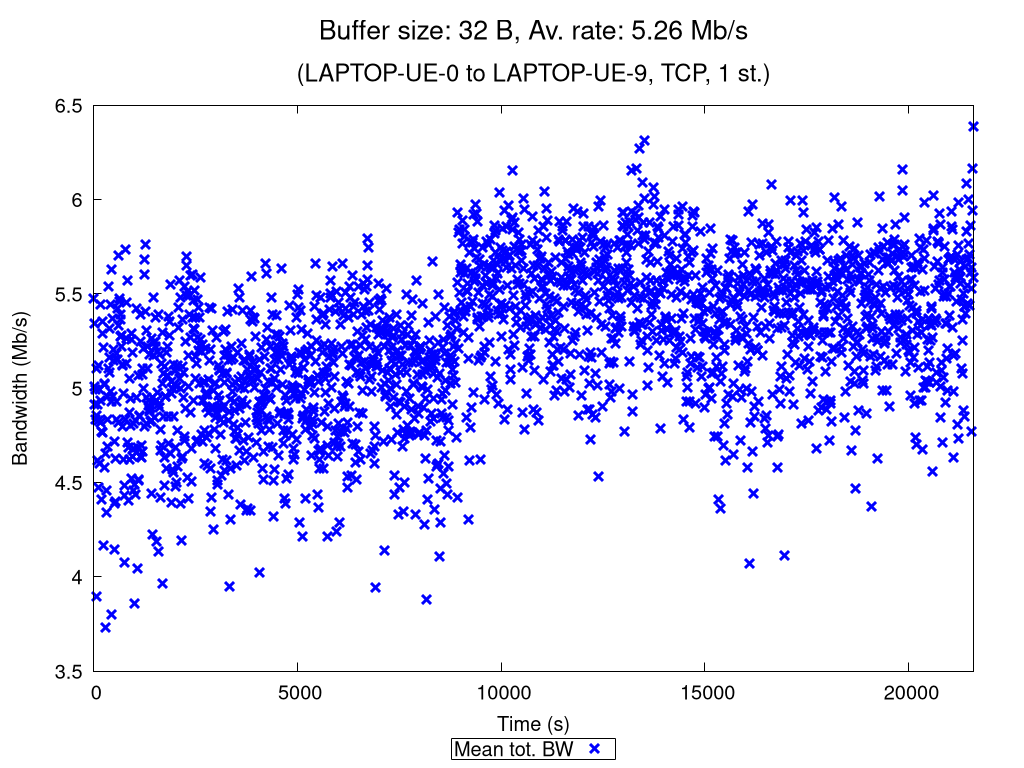 Buffer size: 32 B, Av. rate: 5.26 Mb/s
(LAPTOP-UE-0 to LAPTOP-UE-9, TCP, 1 st.)
6.5
6
5.5
5
4.5
4
3.5
Bandwidth (Mb/s)
0 5000 10000 15000 20000
Time (s)
Mean tot. BW